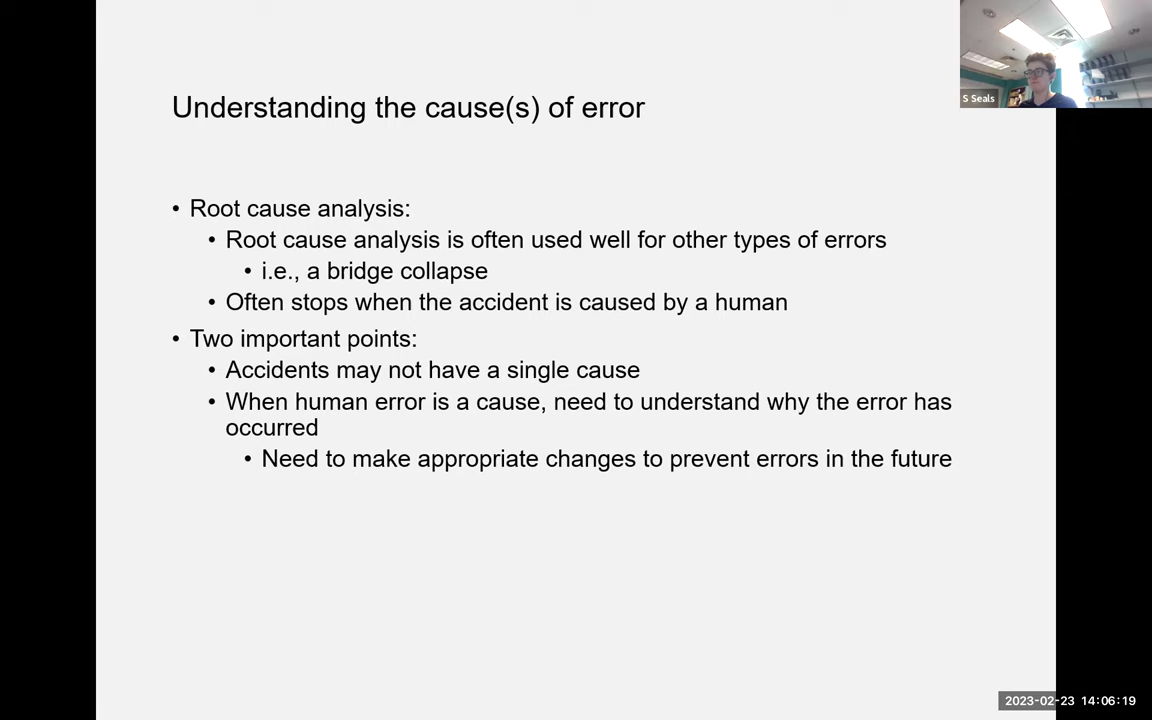 Understanding the cause(s) of error
S Seals
• Root cause analysis:
• Root cause analysis is often used well for other types of errors
• i.e., a bridge collapse
• Often stops when the accident is caused by a human
• Two important points:
• Accidents may not have a single cause
• When human error is a cause, need to understand why the error has
occurred
• Need to make appropriate changes to prevent errors in the future
2023-02-23 14:06:19